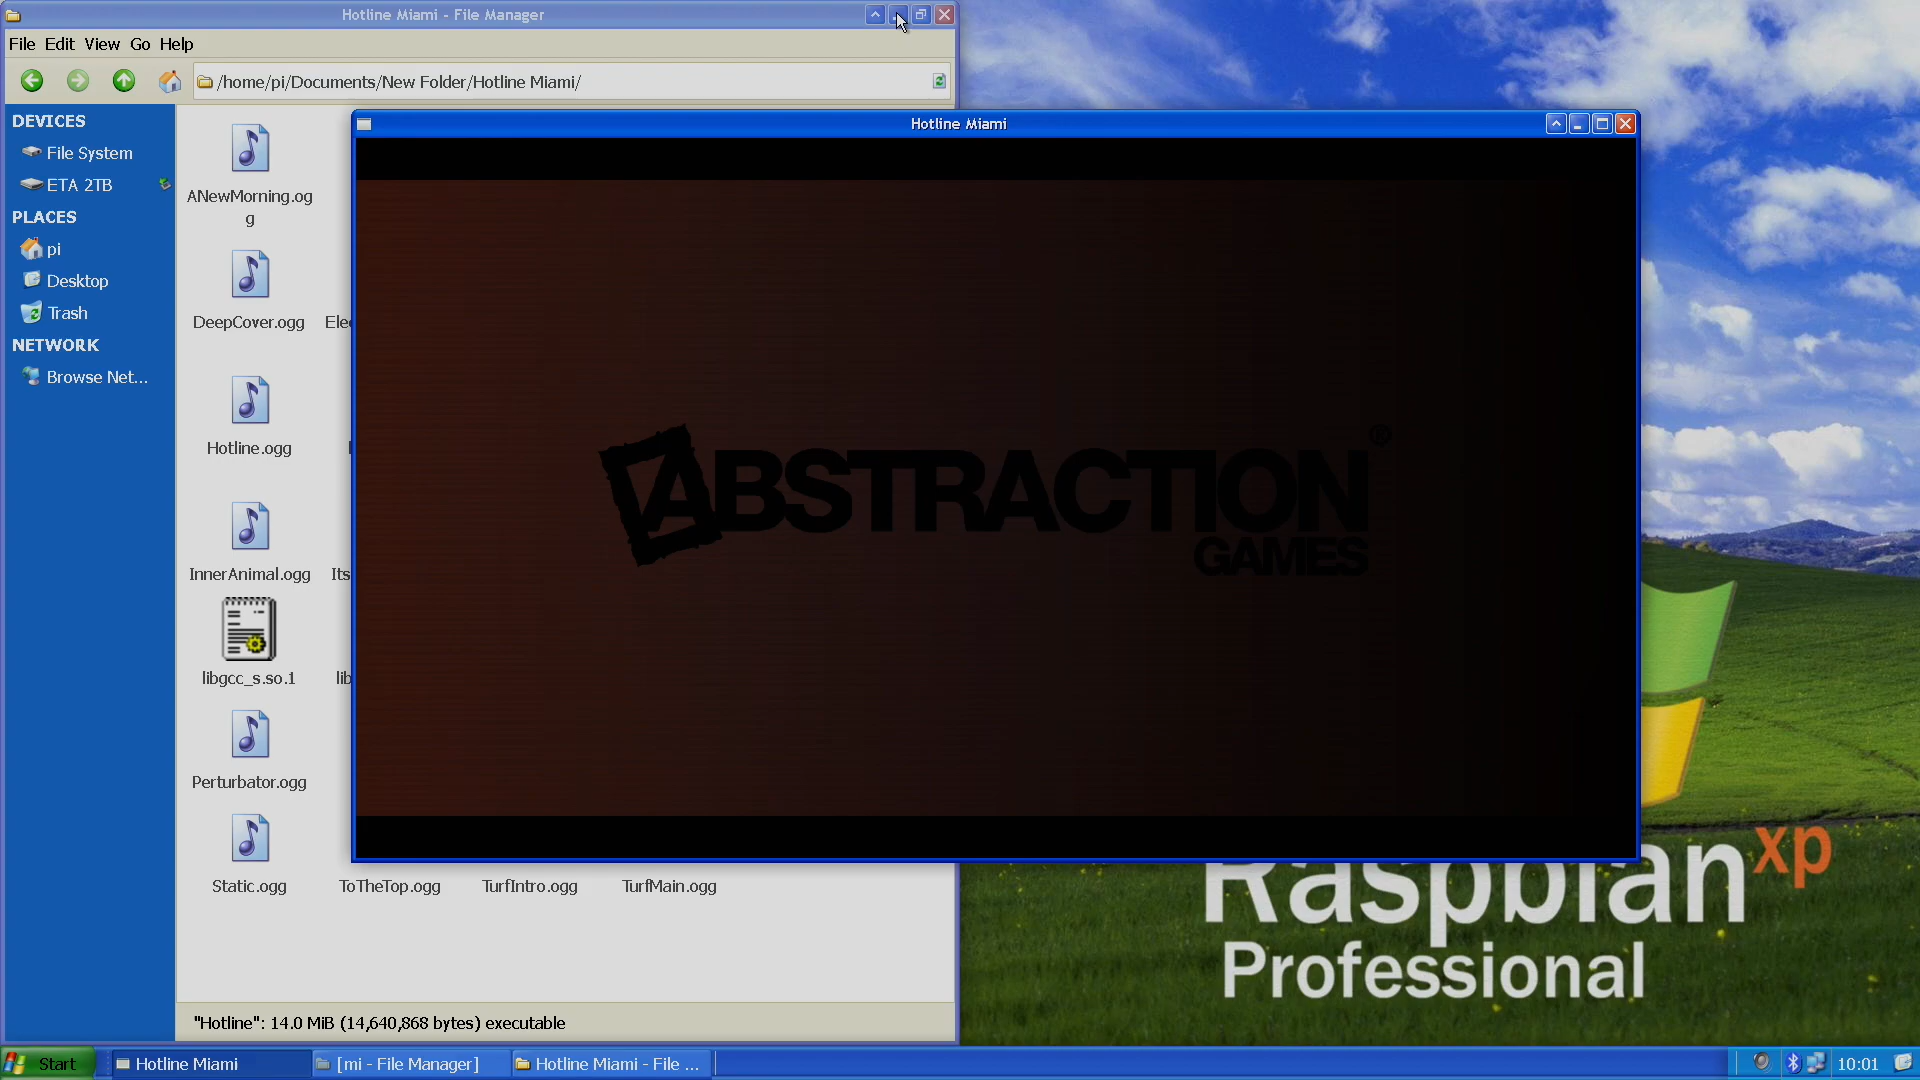 Hotline Miami - File Manager
File Edit View Go Help
/home/pi/Documents/New Folder/Hotline Miami/
DEVICES
File System
ETA 2TB
PLACES
pi
Desktop
Trash
NETWORK
Browse Net...
ANewMorning.og
g
DeepCover.ogg
Elec
Hotline.ogg
InnerAnimal.ogg
Its
libgcc_s.so.1
lib
Perturbator.ogg
Static.ogg
ToTheTop.ogg
TurfIntro.ogg
TurfMain.ogg
"Hotline": 14.0 MiB (14,640,868 bytes) executable
Hotline Miami
ABSTRACTION®
GAMES
Raspbian xp
Professional
Start
Hotline Miami
[mi - File Manager]
Hotline Miami - File ...
10:01